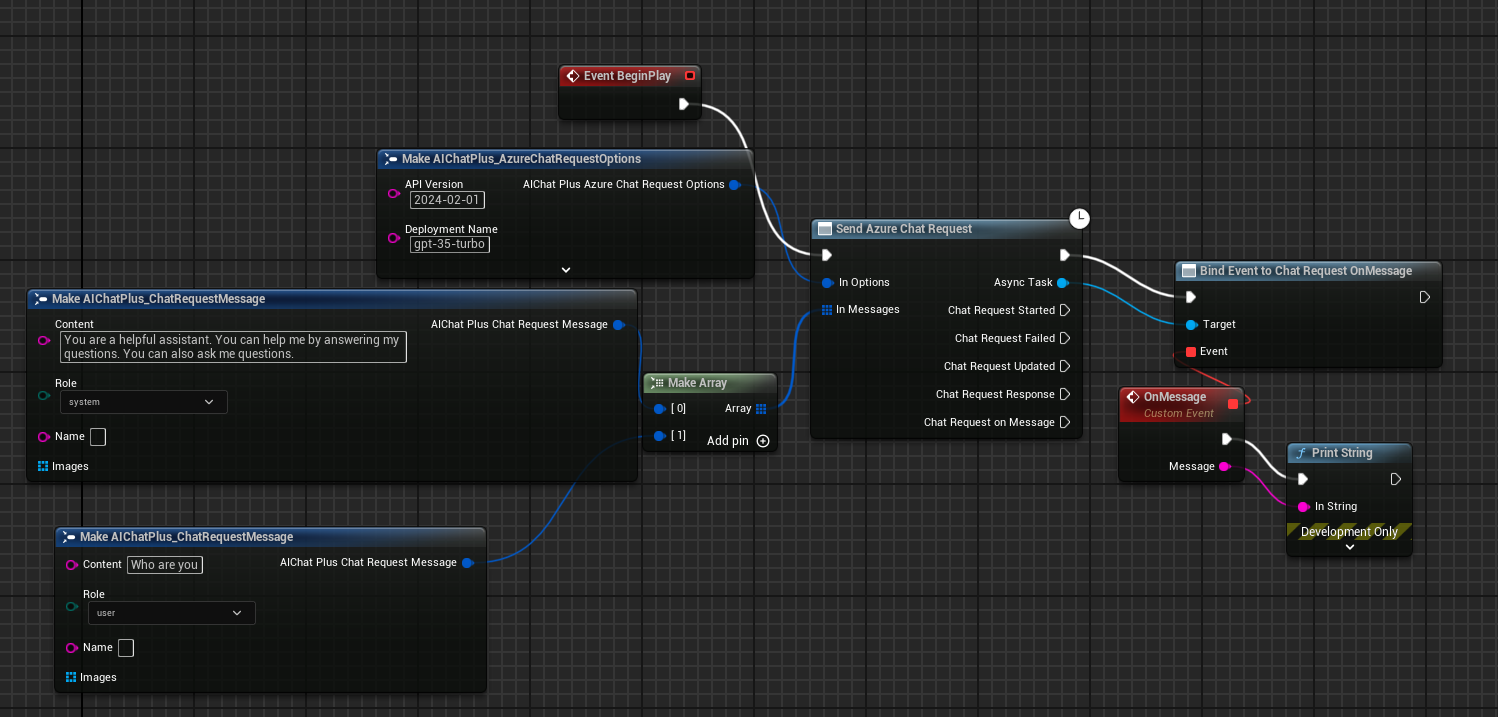 Event BeginPlay
Make AIChatPlus_AzureChatRequestOptions
API Version
AIChat Plus Azure Chat Request Options
2024-02-01
Deployment Name
gpt-35-turbo
Send Azure Chat Request
In Options
Async Task
In Messages
Chat Request Started
Chat Request Failed
Chat Request Updated
Chat Request Response
Chat Request on Message
Bind Event to Chat Request OnMessage
Target
Event
Make AIChatPlus_ChatRequestMessage
Content
AIChat Plus Chat Request Message
You are a helpful assistant. You can help me by answering my
questions. You can also ask me questions.
Role
system
Name
Images
Make Array
[ 0]
Array
[ 1]
Add pin
OnMessage
Custom Event
Message
Print String
In String
Development Only
Make AIChatPlus_ChatRequestMessage
Content
Who are you
AIChat Plus Chat Request Message
Role
user
Name
Images